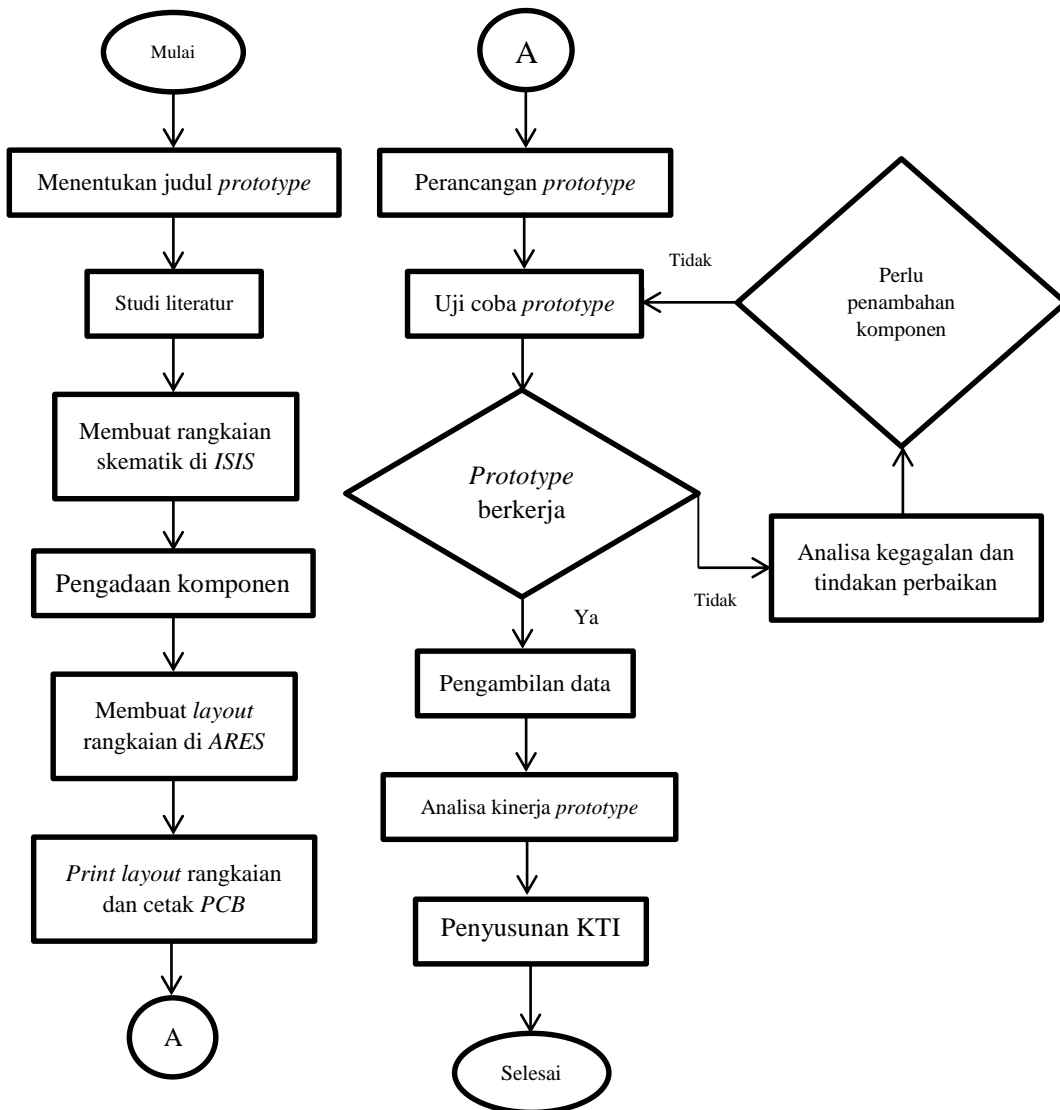 Mulai
Menentukan judul prototype
Studi literatur
Membuat rangkaian
skematik di ISIS
Pengadaan komponen
Membuat layout
rangkaian di ARES
Print layout rangkaian
dan cetak PCB
A
A
Perancangan prototype
Uji coba prototype
Tidak
Perlu
penambahan
komponen
Prototype
berkerja
Tidak
Analisa kegagalan dan
tindakan perbaikan
Ya
Pengambilan data
Analisa kinerja prototype
Penyusunan KTI
Selesai